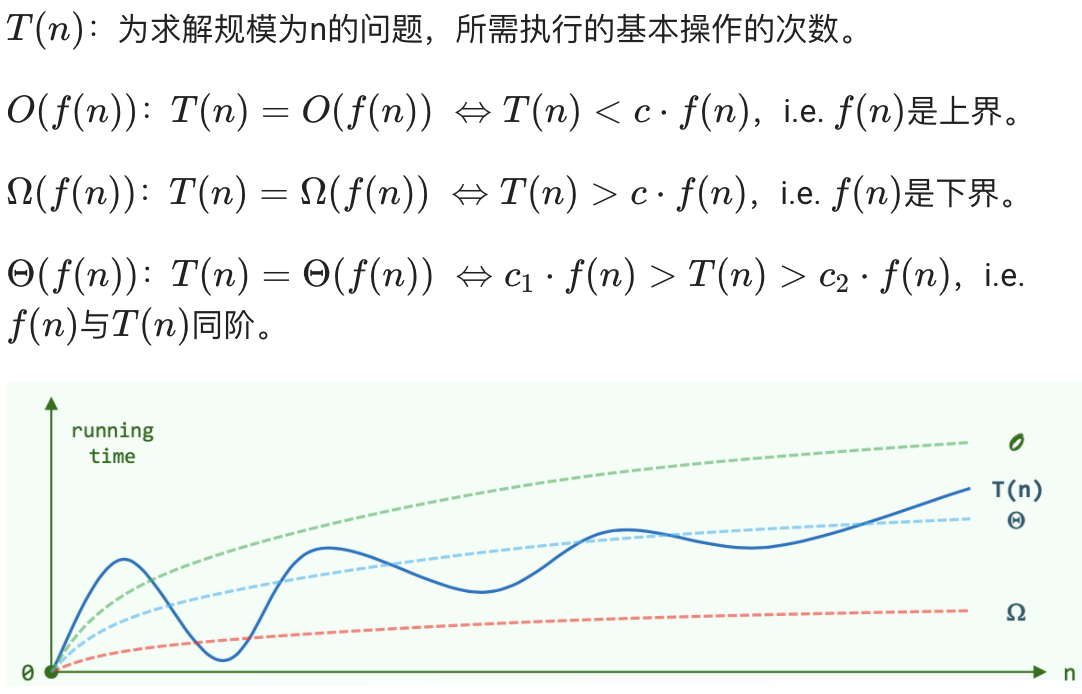 T(n)：为求解规模为n的问题，所需执行的基本操作的次数。
O(f(n))：T(n) = O(f(n)) ⇔ T(n) < c · f(n)，i.e. f(n)是上界。
Ω(f(n))：T(n) = Ω(f(n)) ⇔ T(n) > c · f(n)，i.e. f(n)是下界。
Θ(f(n))：T(n) = Θ(f(n)) ⇔ c₁ · f(n) > T(n) > c₂ · f(n)，i.e.
f(n)与T(n)同阶。
running
time
𝒪
T(n)
Θ
Ω
0
n